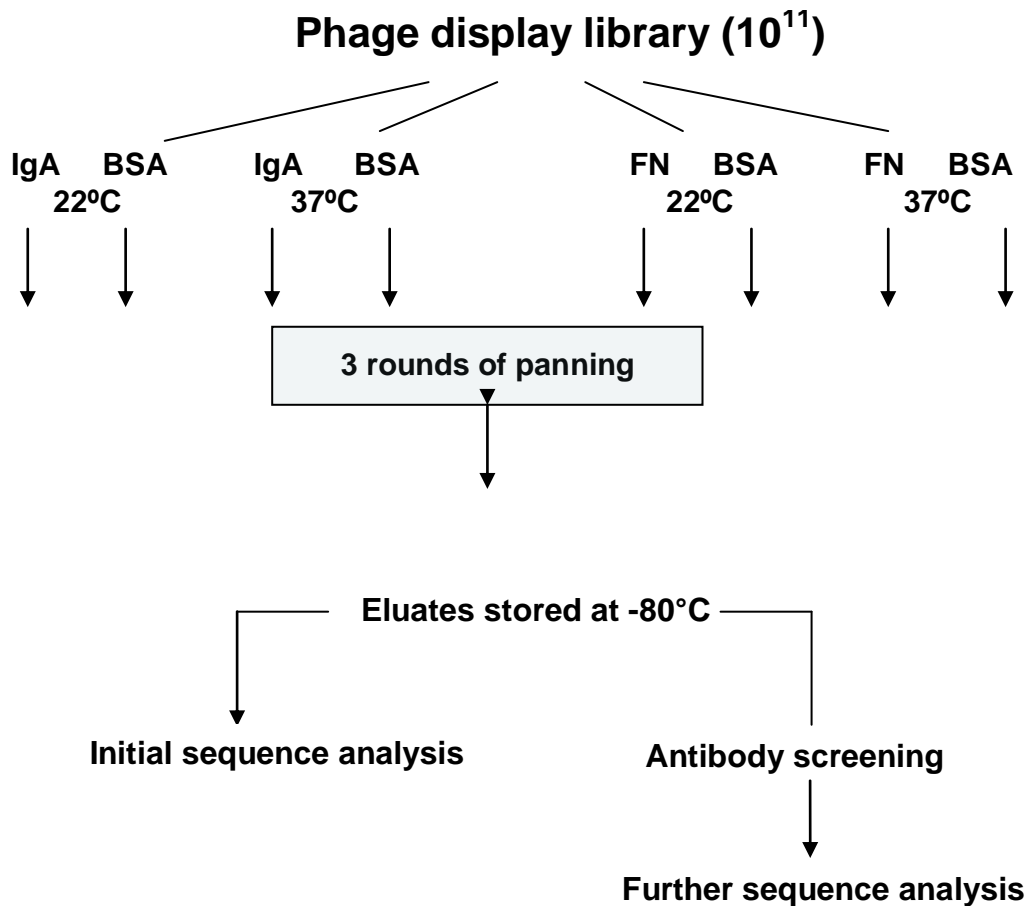 Phage display library (10¹¹)
IgA BSA IgA BSA FN BSA FN BSA
22ºC 37ºC 22ºC 37ºC
3 rounds of panning
Eluates stored at -80°C
Initial sequence analysis
Antibody screening
Further sequence analysis